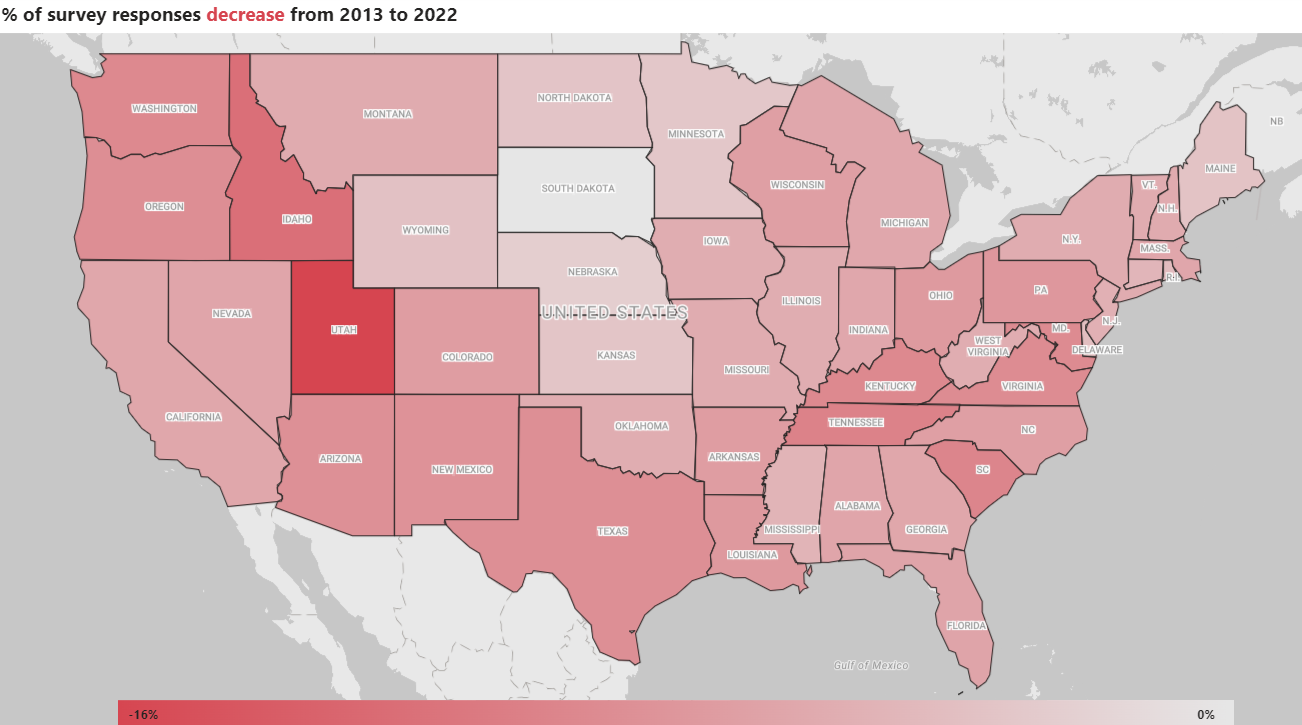 % of survey responses decrease from 2013 to 2022
WASHINGTON
MONTANA
NORTH DAKOTA
MINNESOTA
NB
MAINE
VT.
N.H.
WISCONSIN
SOUTH DAKOTA
OREGON
IDAHO
WYOMING
MICHIGAN
IOWA
N.Y.
MASS.
R.I.
NEBRASKA
PA
OHIO
ILLINOIS
UNITED STATES
NEVADA
UTAH
N.J.
MD.
INDIANA
WEST
VIRGINIA
DELAWARE
COLORADO
KANSAS
MISSOURI
KENTUCKY
VIRGINIA
CALIFORNIA
OKLAHOMA
TENNESSEE
NC
ARIZONA
NEW MEXICO
ARKANSAS
SC
ALABAMA
MISSISSIPPI
GEORGIA
TEXAS
LOUISIANA
FLORIDA
Gulf of Mexico
-16%
0%